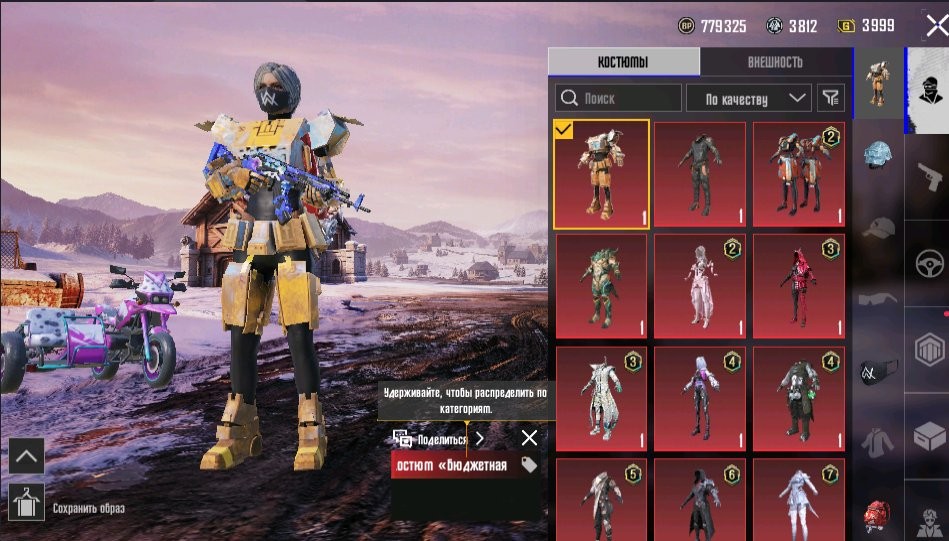 779325 3812 3999
КОСТЮМЫ ВНЕШНОСТЬ
Поиск По качеству
1 1 2 1
1 2 1 3 1
3 1 4 1 4 1
5 6 7
Удерживайте, чтобы распределить по
категориям.
Поделиться
остюм «Бюджетная
Сохранить образ